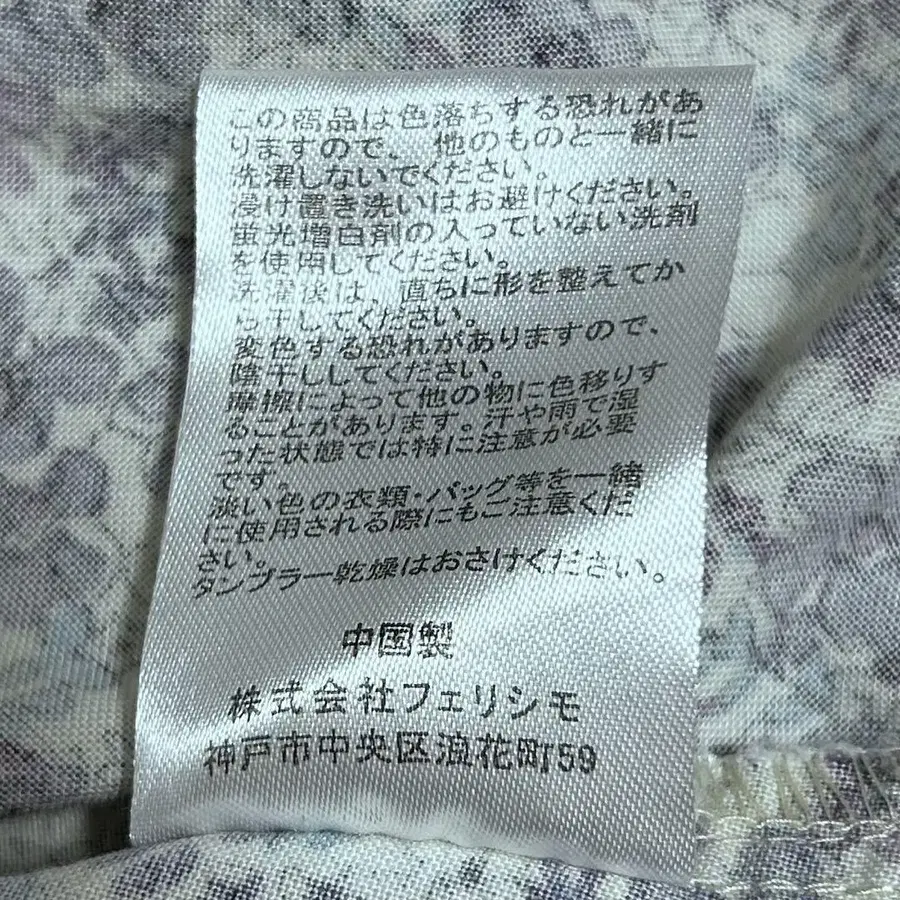 この商品は色落ちする恐れがあ
りますので、他のものと一緒に
洗濯しないでください。
浸け置き洗いはお避けください。
蛍光増白剤の入っていない洗剤
を使用してください。
洗濯後は、直ちに形を整えてか
ら干してください。
変色する恐れがありますので、
陰干ししてください。
摩擦によって他の物に色移りす
ることがあります。汗や雨で湿
った状態では特に注意が必要
です。
淡い色の衣類・バッグ等を一緒
に使用される際にもご注意くだ
さい。
タンブラー乾燥はおさけください。
中国製
株式会社フェリシモ
神戸市中央区浪花町59